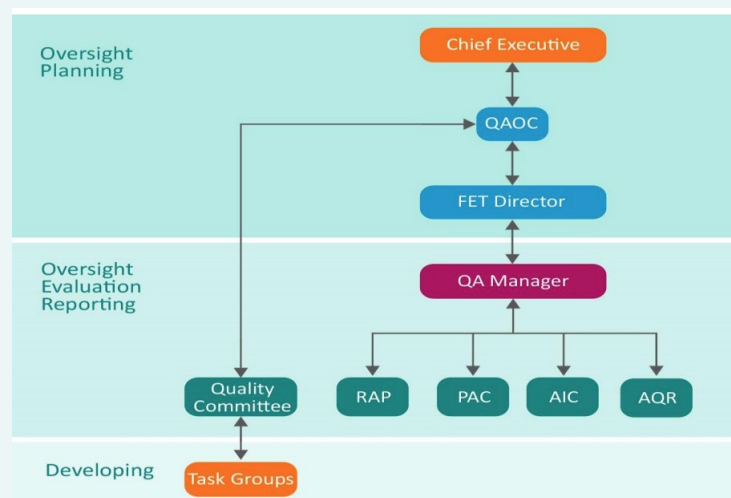 Oversight
Planning
Chief Executive
QAOC
FET Director
Oversight
Evaluation
Reporting
QA Manager
Quality
Committee
RAP
PAC
AIC
AQR
Developing
Task Groups